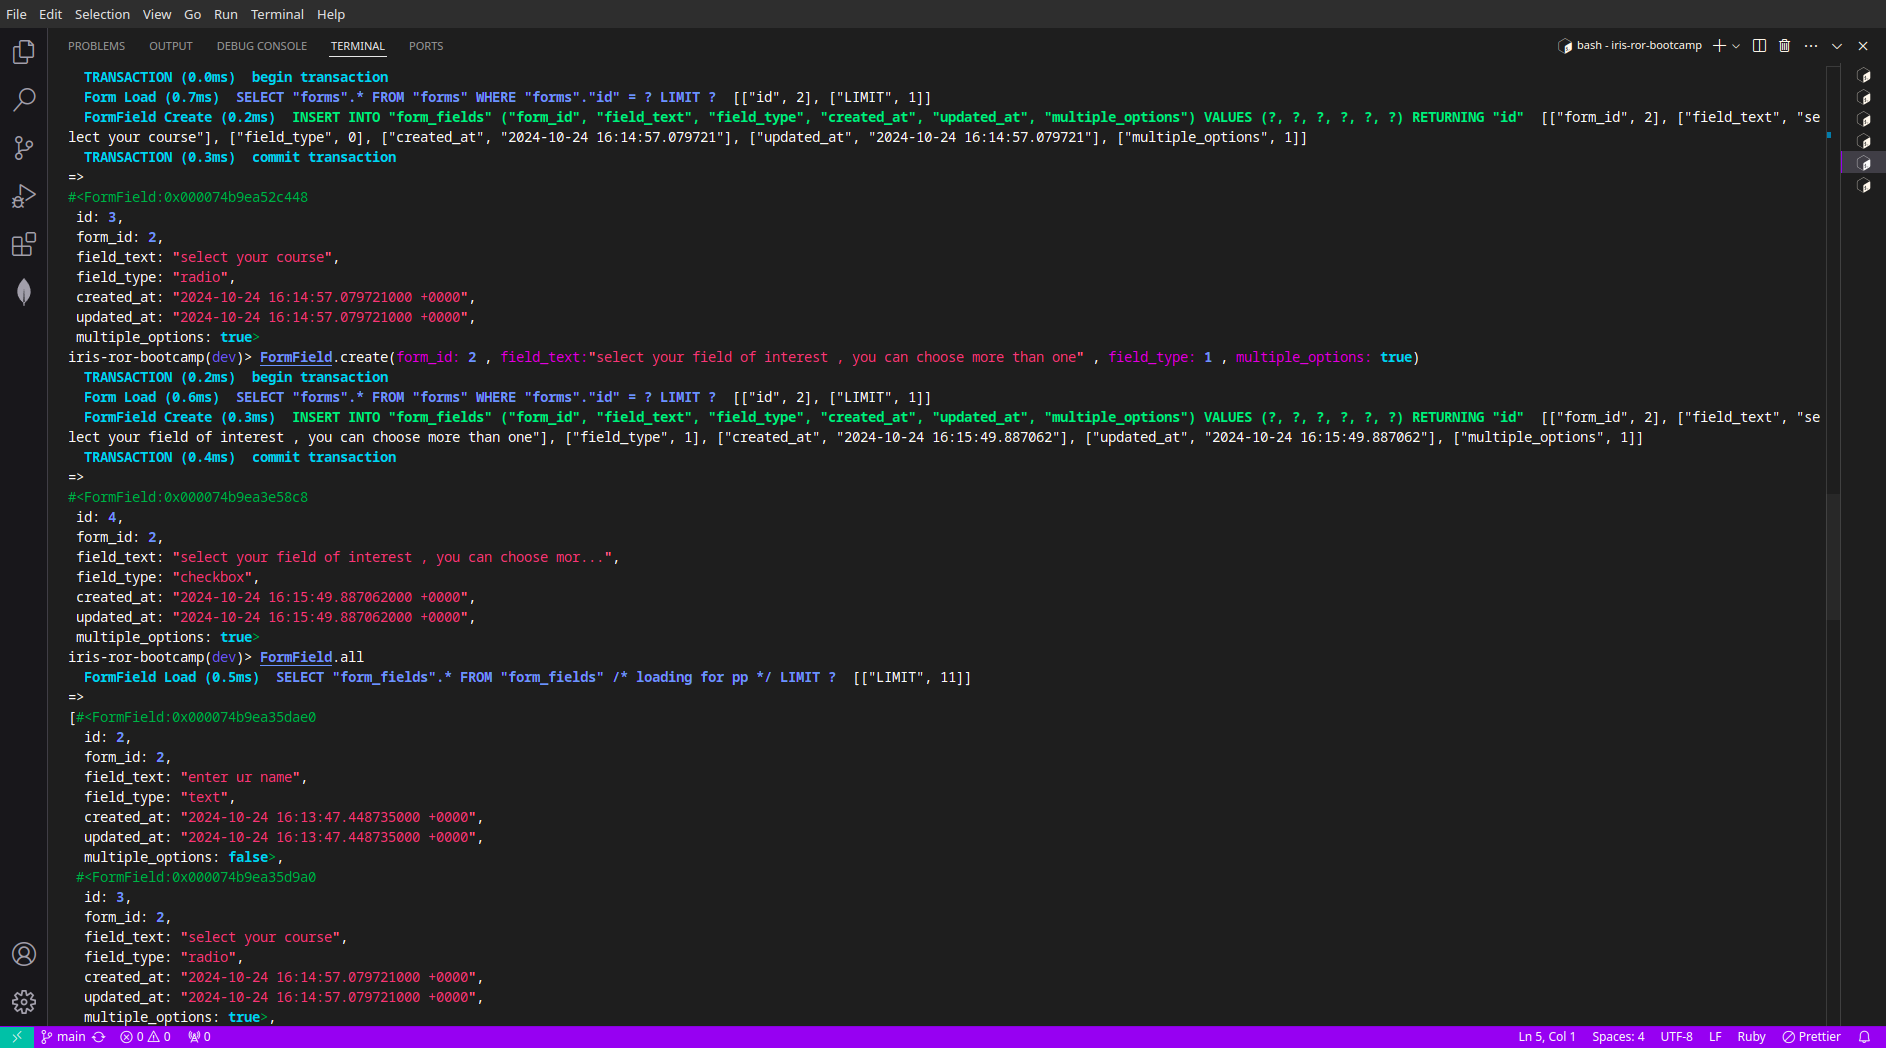 File Edit Selection View Go Run Terminal Help
PROBLEMS OUTPUT DEBUG CONSOLE TERMINAL PORTS
bash - iris-ror-bootcamp
TRANSACTION (0.0ms)  begin transaction
Form Load (0.7ms)  SELECT "forms".* FROM "forms" WHERE "forms"."id" = ? LIMIT ?  [["id", 2], ["LIMIT", 1]]
FormField Create (0.2ms)  INSERT INTO "form_fields" ("form_id", "field_text", "field_type", "created_at", "updated_at", "multiple_options") VALUES (?, ?, ?, ?, ?, ?) RETURNING "id"  [["form_id", 2], ["field_text", "se
lect your course"], ["field_type", 0], ["created_at", "2024-10-24 16:14:57.079721"], ["updated_at", "2024-10-24 16:14:57.079721"], ["multiple_options", 1]]
TRANSACTION (0.3ms)  commit transaction
=>
#<FormField:0x000074b9ea52c448
id: 3,
form_id: 2,
field_text: "select your course",
field_type: "radio",
created_at: "2024-10-24 16:14:57.079721000 +0000",
updated_at: "2024-10-24 16:14:57.079721000 +0000",
multiple_options: true>
iris-ror-bootcamp(dev)> FormField.create(form_id: 2 , field_text:"select your field of interest , you can choose more than one" , field_type: 1 , multiple_options: true)
TRANSACTION (0.2ms)  begin transaction
Form Load (0.6ms)  SELECT "forms".* FROM "forms" WHERE "forms"."id" = ? LIMIT ?  [["id", 2], ["LIMIT", 1]]
FormField Create (0.3ms)  INSERT INTO "form_fields" ("form_id", "field_text", "field_type", "created_at", "updated_at", "multiple_options") VALUES (?, ?, ?, ?, ?, ?) RETURNING "id"  [["form_id", 2], ["field_text", "se
lect your field of interest , you can choose more than one"], ["field_type", 1], ["created_at", "2024-10-24 16:15:49.887062"], ["updated_at", "2024-10-24 16:15:49.887062"], ["multiple_options", 1]]
TRANSACTION (0.4ms)  commit transaction
=>
#<FormField:0x000074b9ea3e58c8
id: 4,
form_id: 2,
field_text: "select your field of interest , you can choose mor...",
field_type: "checkbox",
created_at: "2024-10-24 16:15:49.887062000 +0000",
updated_at: "2024-10-24 16:15:49.887062000 +0000",
multiple_options: true>
iris-ror-bootcamp(dev)> FormField.all
FormField Load (0.5ms)  SELECT "form_fields".* FROM "form_fields" /* loading for pp */ LIMIT ?  [["LIMIT", 11]]
=>
[#<FormField:0x000074b9ea35dae0
id: 2,
form_id: 2,
field_text: "enter ur name",
field_type: "text",
created_at: "2024-10-24 16:13:47.448735000 +0000",
updated_at: "2024-10-24 16:13:47.448735000 +0000",
multiple_options: false>,
#<FormField:0x000074b9ea35d9a0
id: 3,
form_id: 2,
field_text: "select your course",
field_type: "radio",
created_at: "2024-10-24 16:14:57.079721000 +0000",
updated_at: "2024-10-24 16:14:57.079721000 +0000",
multiple_options: true>,
main 0 0 0 Ln 5, Col 1 Spaces: 4 UTF-8 LF Ruby Prettier